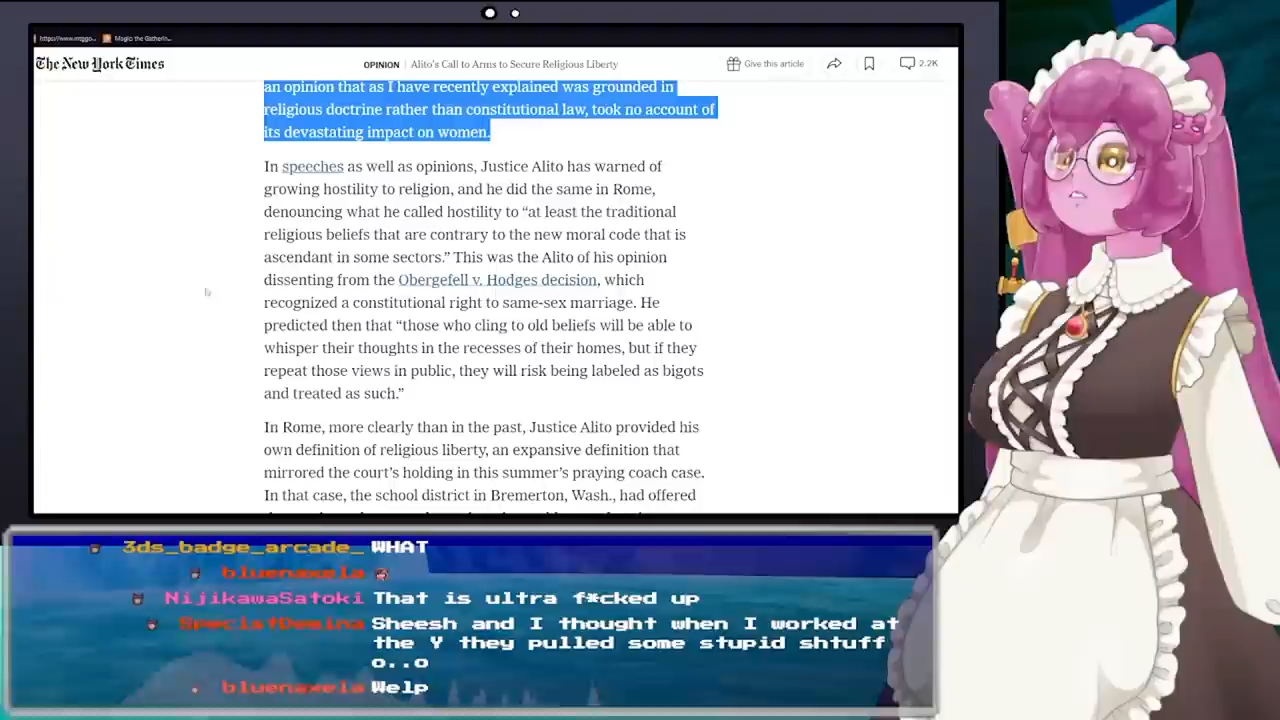 https://www.mtggo... Magic: the Gatherin...
The New York Times
OPINION | Alito's Call to Arms to Secure Religious Liberty
Give this article
2.2K
an opinion that as I have recently explained was grounded in
religious doctrine rather than constitutional law, took no account of
its devastating impact on women.
In speeches as well as opinions, Justice Alito has warned of
growing hostility to religion, and he did the same in Rome,
denouncing what he called hostility to “at least the traditional
religious beliefs that are contrary to the new moral code that is
ascendant in some sectors.” This was the Alito of his opinion
dissenting from the Obergefell v. Hodges decision, which
recognized a constitutional right to same-sex marriage. He
predicted then that “those who cling to old beliefs will be able to
whisper their thoughts in the recesses of their homes, but if they
repeat those views in public, they will risk being labeled as bigots
and treated as such.”
In Rome, more clearly than in the past, Justice Alito provided his
own definition of religious liberty, an expansive definition that
mirrored the court's holding in this summer's praying coach case.
In that case, the school district in Bremerton, Wash., had offered
3ds_badge_arcade_ WHAT
bluenaxela
NijikawaSatoki That is ultra f*cked up
Sheesh and I thought when I worked at
the Y they pulled some stupid shtuff
o..o
bluenaxela Welp